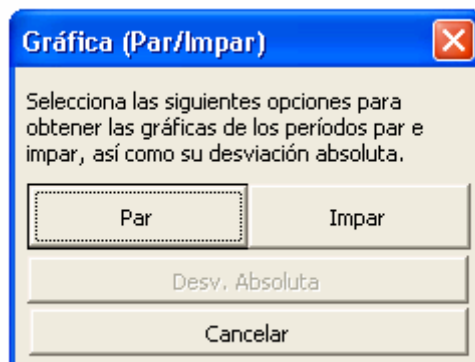 Gráfica (Par/Impar)
Selecciona las siguientes opciones para
obtener las gráficas de los períodos par e
impar, así como su desviación absoluta.
Par Impar
Desv. Absoluta
Cancelar